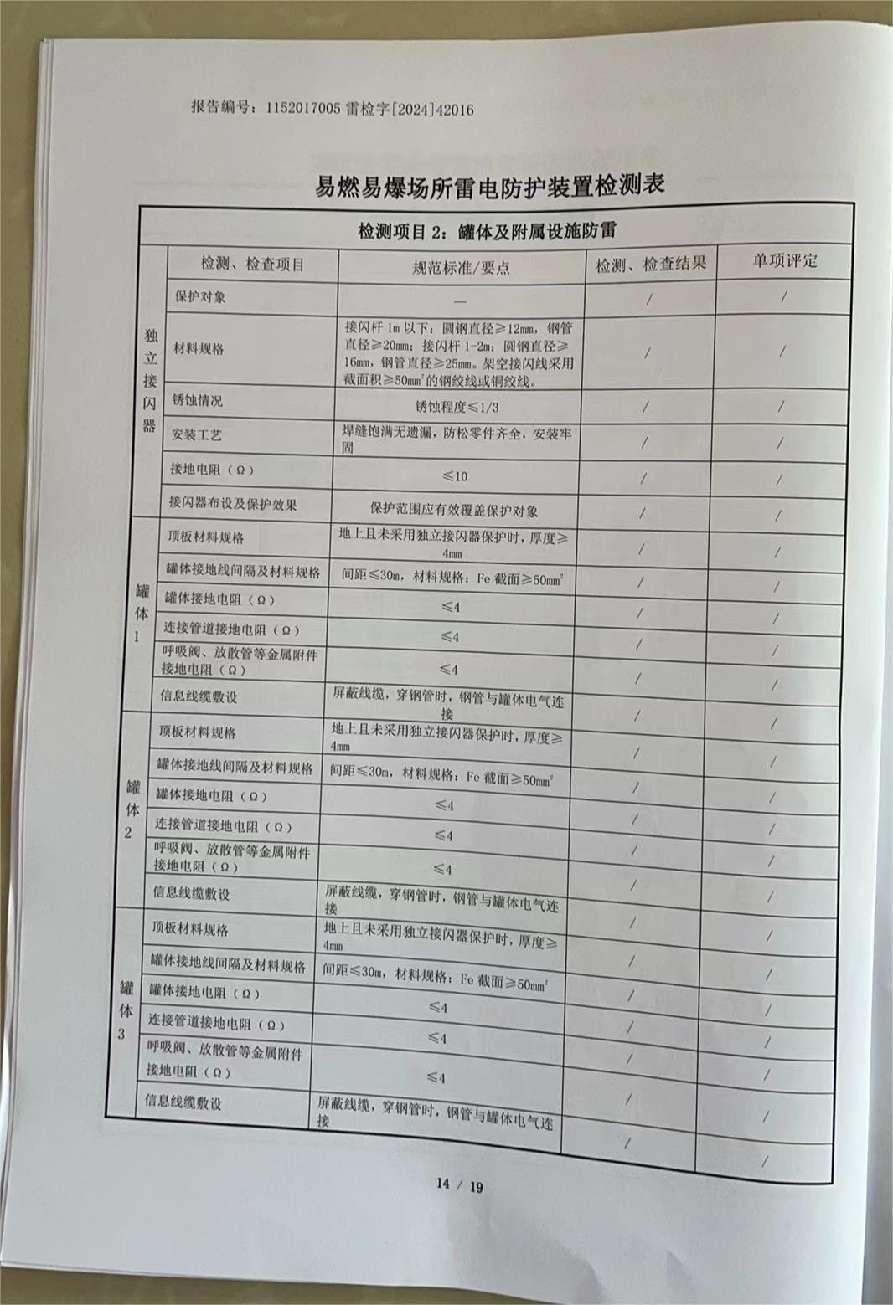 报告编号：1152017005 雷检字[2024]42016
易燃易爆场所雷电防护装置检测表
检测项目 2：罐体及附属设施防雷
检测、检查项目 规范标准/要点 检测、检查结果 单项评定
独立接闪器
保护对象 — / /
材料规格
接闪杆 1m 以下：圆钢直径≥12mm，钢管
直径≥20mm；接闪杆 1-2m：圆钢直径≥
16mm，钢管直径≥25mm。架空接闪线采用
截面积≥50mm²的钢绞线或铜绞线。
/ /
锈蚀情况 锈蚀程度≤1/3 / /
安装工艺
焊缝饱满无遗漏，防松零件齐全、安装牢
固
/ /
接地电阻（Ω） ≤10 / /
接闪器布设及保护效果 保护范围应有效覆盖保护对象 / /
罐体1
顶板材料规格
地上且未采用独立接闪器保护时，厚度≥
4mm
/ /
罐体接地线间隔及材料规格 间距≤30m，材料规格：Fe 截面≥50mm² / /
罐体接地电阻（Ω） ≤4 / /
连接管道接地电阻（Ω） ≤4 / /
呼吸阀、放散管等金属附件
接地电阻（Ω）
≤4 / /
信息线缆敷设
屏蔽线缆，穿钢管时，钢管与罐体电气连
接
/ /
罐体2
顶板材料规格
地上且未采用独立接闪器保护时，厚度≥
4mm
/ /
罐体接地线间隔及材料规格 间距≤30m，材料规格：Fe 截面≥50mm² / /
罐体接地电阻（Ω） ≤4 / /
连接管道接地电阻（Ω） ≤4 / /
呼吸阀、放散管等金属附件
接地电阻（Ω）
≤4 / /
信息线缆敷设
屏蔽线缆，穿钢管时，钢管与罐体电气连
接
/ /
罐体3
顶板材料规格
地上且未采用独立接闪器保护时，厚度≥
4mm
/ /
罐体接地线间隔及材料规格 间距≤30m，材料规格：Fe 截面≥50mm² / /
罐体接地电阻（Ω） ≤4 / /
连接管道接地电阻（Ω） ≤4 / /
呼吸阀、放散管等金属附件
接地电阻（Ω）
≤4 / /
信息线缆敷设
屏蔽线缆，穿钢管时，钢管与罐体电气连
接
/ /
14 / 19